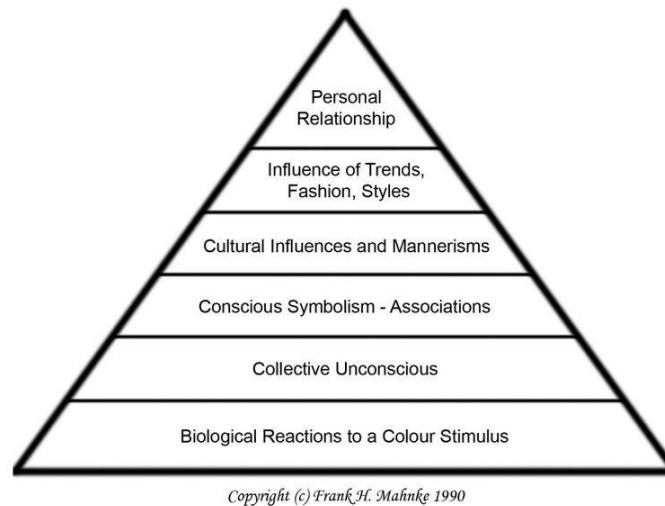 Personal
Relationship
Influence of Trends,
Fashion, Styles
Cultural Influences and Mannerisms
Conscious Symbolism - Associations
Collective Unconscious
Biological Reactions to a Colour Stimulus
Copyright (c) Frank H. Mahnke 1990